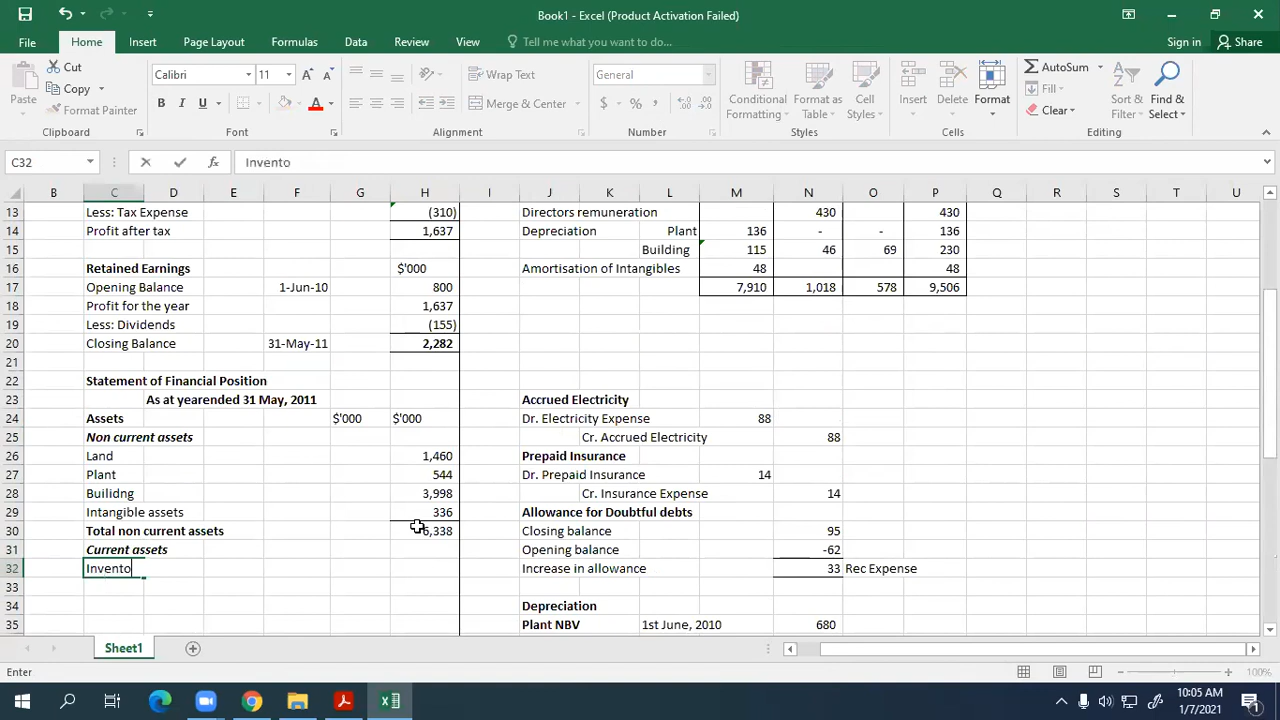 Book1 - Excel (Product Activation Failed)
File Home Insert Page Layout Formulas Data Review View Tell me what you want to do... Sign in Share
Paste Cut Copy Format Painter Clipboard
Calibri 11 A A B I U A Font
Wrap Text Merge & Center Alignment
General $ % , Number
Conditional Formatting Format as Table Cell Styles Styles
Insert Delete Format Cells
AutoSum Fill Clear Sort & Filter Find & Select Editing
C32 fx Invento
B C D E F G H I J K L M N O P Q R S T U
13 Less: Tax Expense (310) Directors remuneration 430 430
14 Profit after tax 1,637 Depreciation Plant 136 - - 136
15 Building 115 46 69 230
16 Retained Earnings $'000 Amortisation of Intangibles 48 48
17 Opening Balance 1-Jun-10 800 7,910 1,018 578 9,506
18 Profit for the year 1,637
19 Less: Dividends (155)
20 Closing Balance 31-May-11 2,282
21
22 Statement of Financial Position
23 As at yearended 31 May, 2011 Accrued Electricity
24 Assets $'000 $'000 Dr. Electricity Expense 88
25 Non current assets Cr. Accrued Electricity 88
26 Land 1,460 Prepaid Insurance
27 Plant 544 Dr. Prepaid Insurance 14
28 Builidng 3,998 Cr. Insurance Expense 14
29 Intangible assets 336 Allowance for Doubtful debts
30 Total non current assets 6,338 Closing balance 95
31 Current assets Opening balance -62
32 Invento Increase in allowance 33 Rec Expense
33
34 Depreciation
35 Plant NBV 1st June, 2010 680
Sheet1
Enter 100%
10:05 AM
1/7/2021